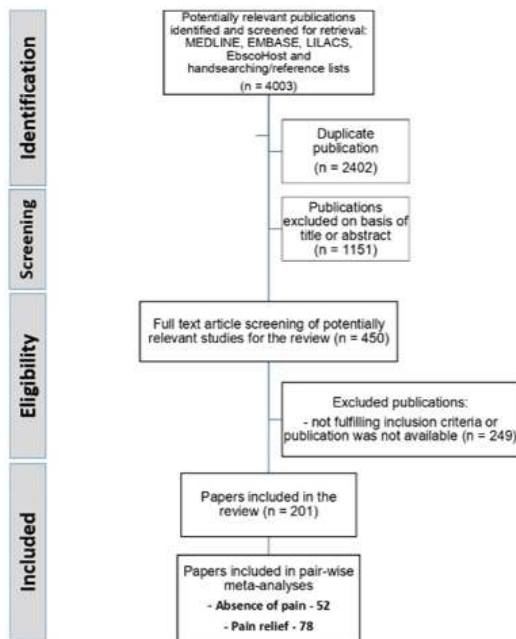 Identification
Potentially relevant publications
identified and screened for retrieval:
MEDLINE, EMBASE, LILACS,
EbscoHost and
handsearching/reference lists
(n = 4003)
Duplicate
publication
(n = 2402)
Screening
Publications
excluded on basis of
title or abstract
(n = 1151)
Eligibility
Full text article screening of potentially
relevant studies for the review (n = 450)
Excluded publications:
- not fulfilling inclusion criteria or
publication was not available (n = 249)
Included
Papers included in the
review (n = 201)
Papers included in pair-wise
meta-analyses
- Absence of pain - 52
- Pain relief - 78